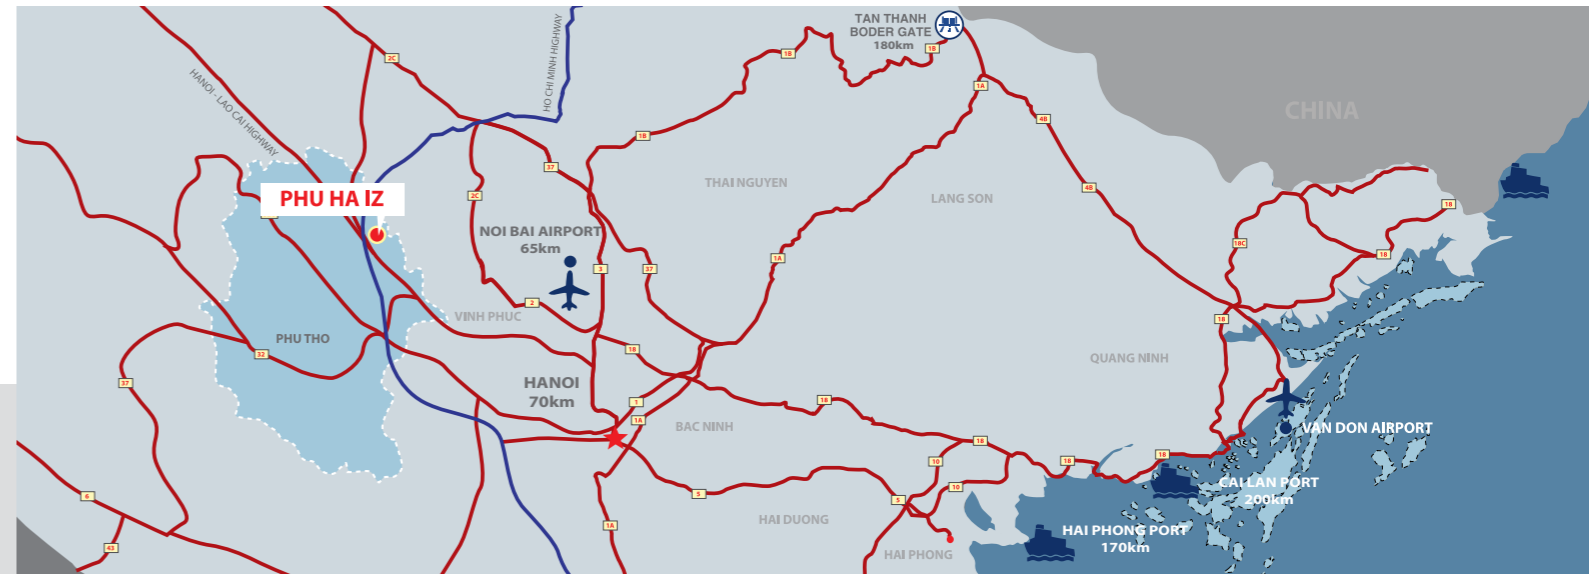 TAN THANH
BODER GATE
180km
1B
1B
2C
HO CHI MINH HIGHWAY
HANOI - LAO CAI HIGHWAY
1A
CHINA
4B
1B
37
THAI NGUYEN
4B
LANG SON
2C
PHU HA IZ
18
NOI BAI AIRPORT
65km
18C
18
3
37
1A
2
VINH PHUC
18
PHU THO
32
18
QUANG NINH
37
HANOI
70km
1
18
1A
BAC NINH
VAN DON AIRPORT
18
18
10
18
CAI LAN PORT
200km
10
6
5
5
HAI DUONG
1A
HAI PHONG PORT
170km
43
HAI PHONG